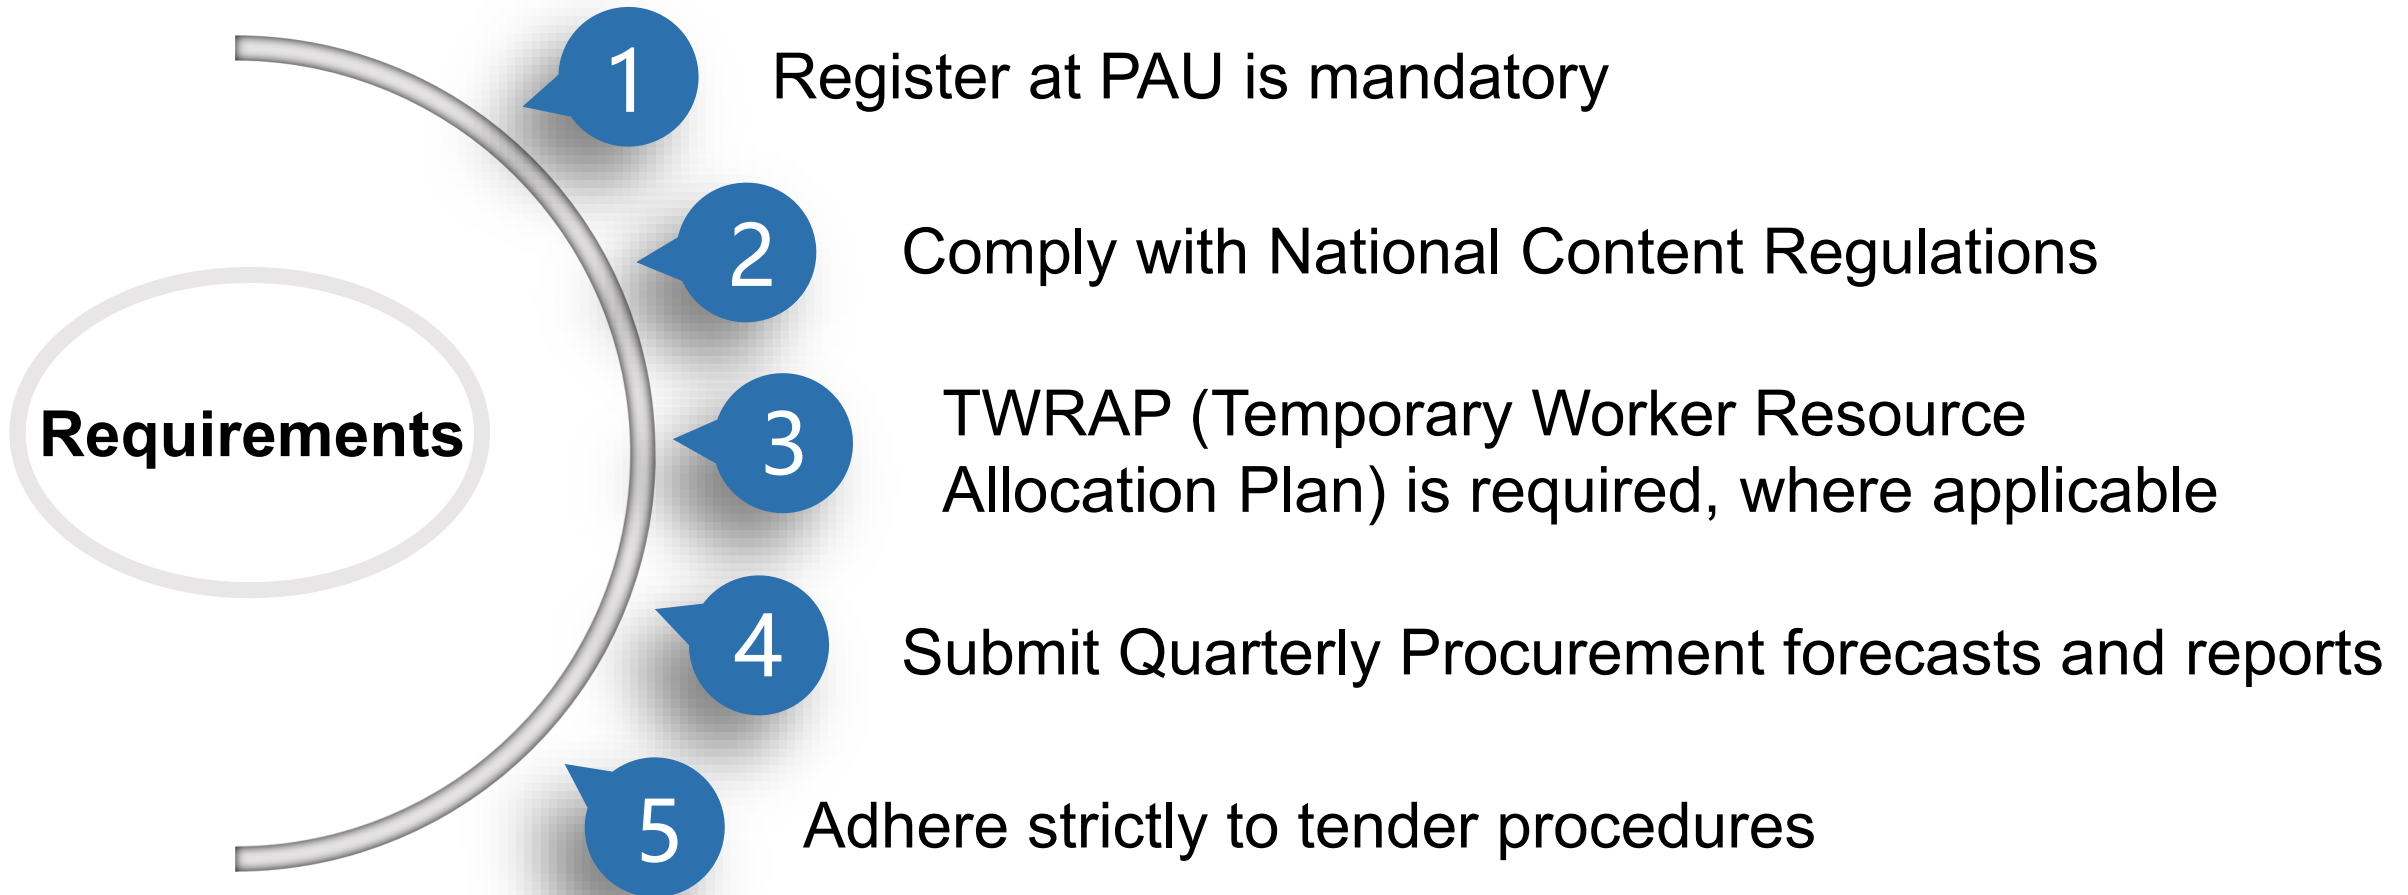 Requirements
1
Register at PAU is mandatory
2
Comply with National Content Regulations
3
TWRAP (Temporary Worker Resource
Allocation Plan) is required, where applicable
4
Submit Quarterly Procurement forecasts and reports
5
Adhere strictly to tender procedures